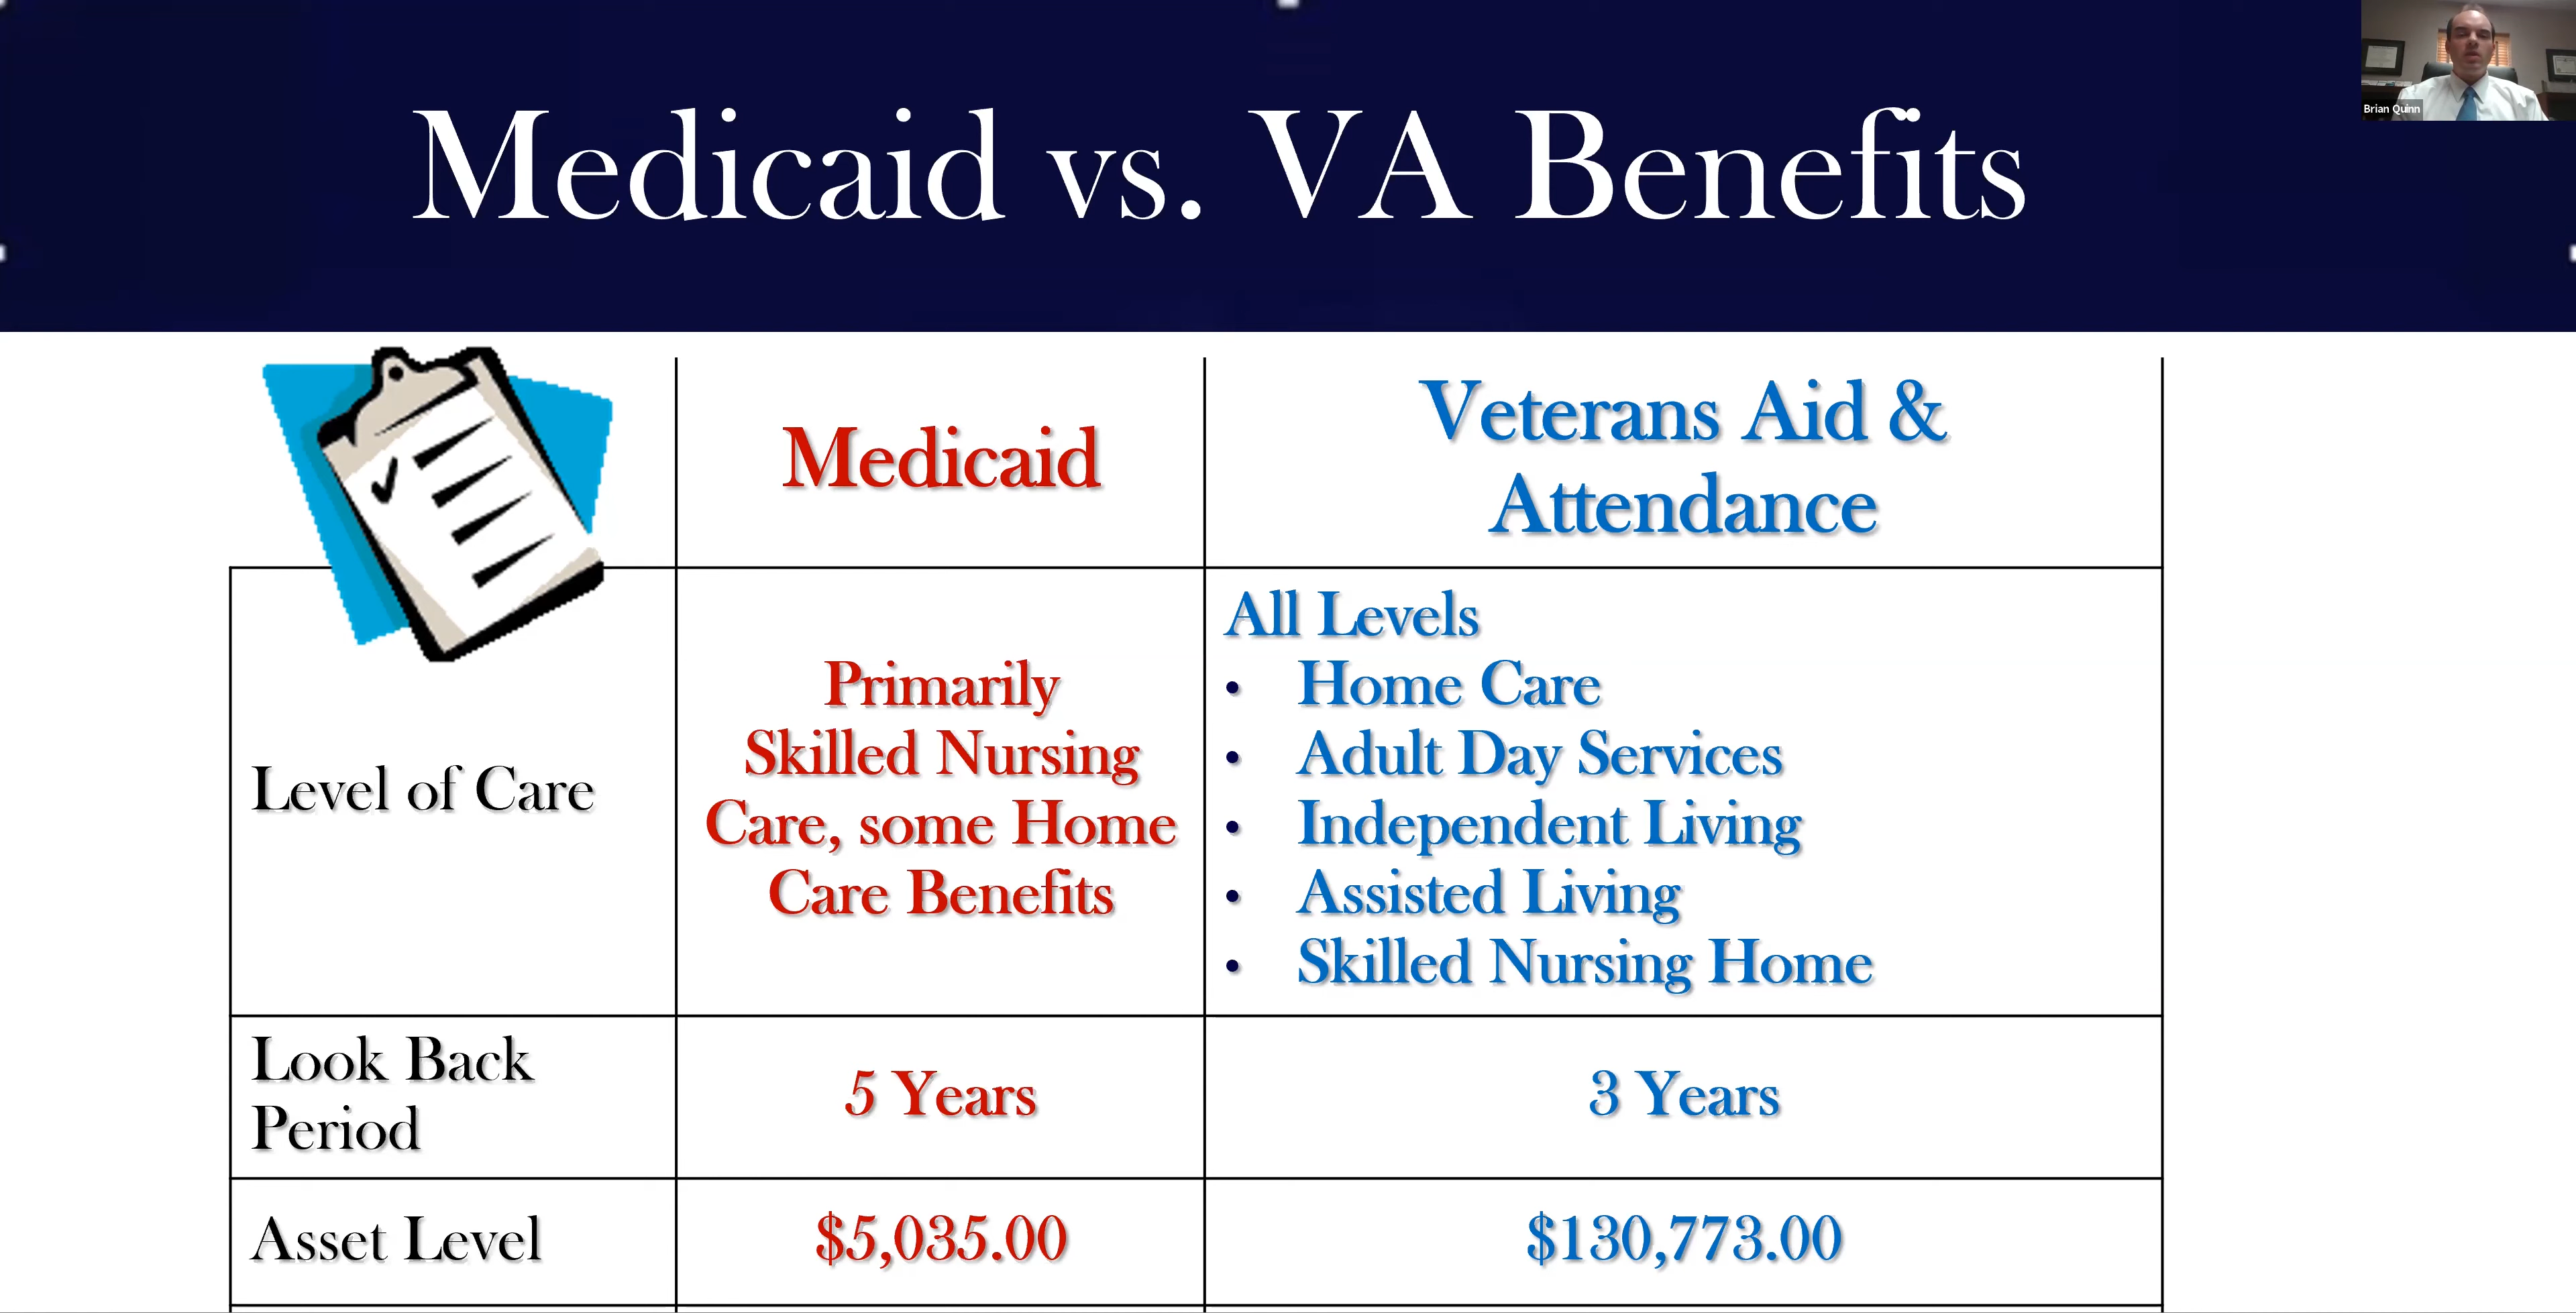 Medicaid vs. VA Benefits
Brian Quinn
Medicaid
Veterans Aid &
Attendance
Level of Care
Primarily
Skilled Nursing
Care, some Home
Care Benefits
All Levels
• Home Care
• Adult Day Services
• Independent Living
• Assisted Living
• Skilled Nursing Home
Look Back
Period
5 Years
3 Years
Asset Level
$5,035.00
$130,773.00